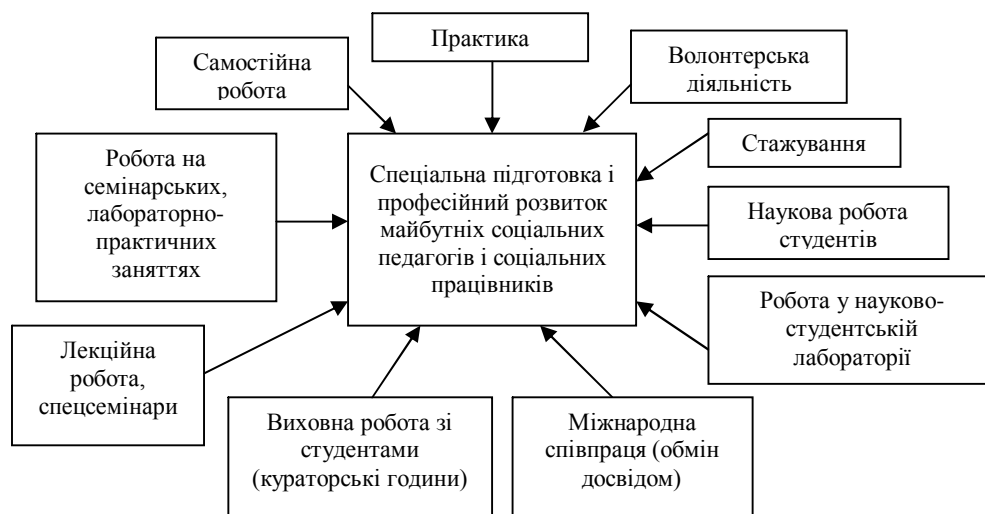 Практика
Самостійна
робота
Волонтерська
діяльність
Стажування
Робота на
семінарських,
лабораторно-
практичних
заняттях
Спеціальна підготовка і
професійний розвиток
майбутніх соціальних
педагогів і соціальних
працівників
Наукова робота
студентів
Робота у науково-
студентській
лабораторії
Лекційна
робота,
спецсемінари
Виховна робота зі
студентами
(кураторські години)
Міжнародна
співпраця (обмін
досвідом)